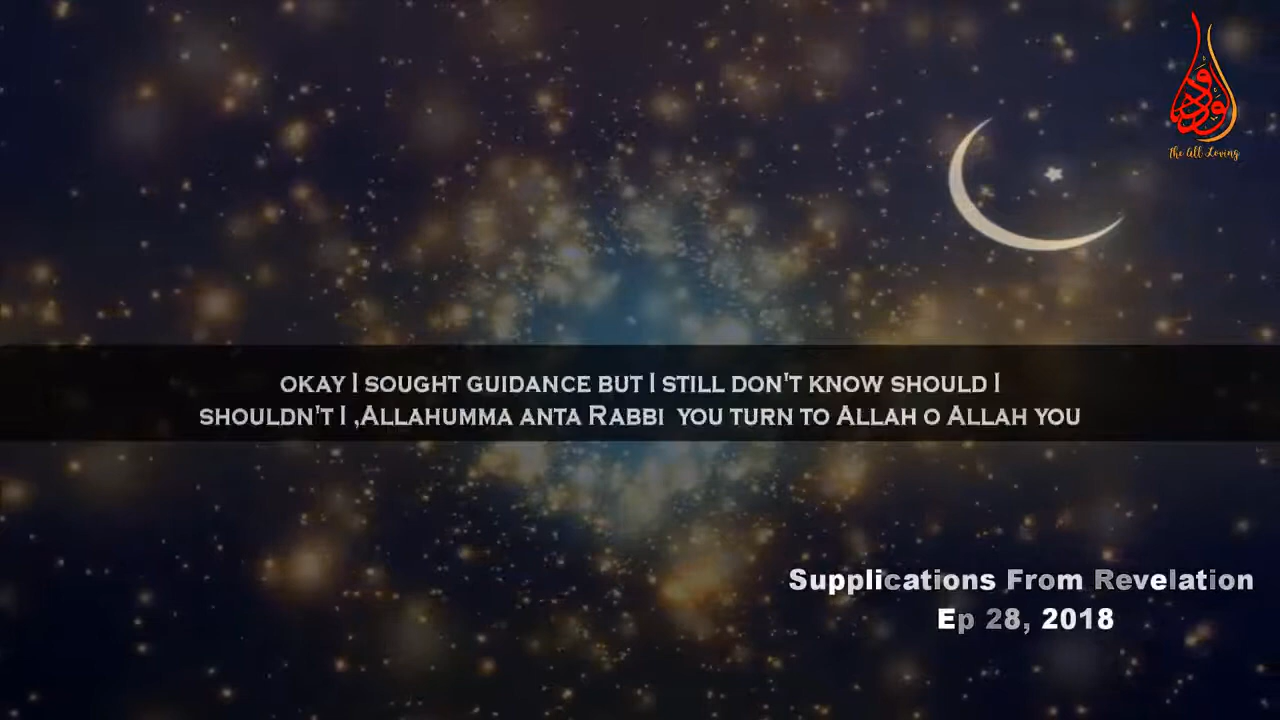 الودود
The All Loving
OKAY I SOUGHT GUIDANCE BUT I STILL DON'T KNOW SHOULD I
SHOULDN'T I ,ALLAHUMMA ANTA RABBI YOU TURN TO ALLAH O ALLAH YOU
Supplications From Revelation
Ep 28, 2018